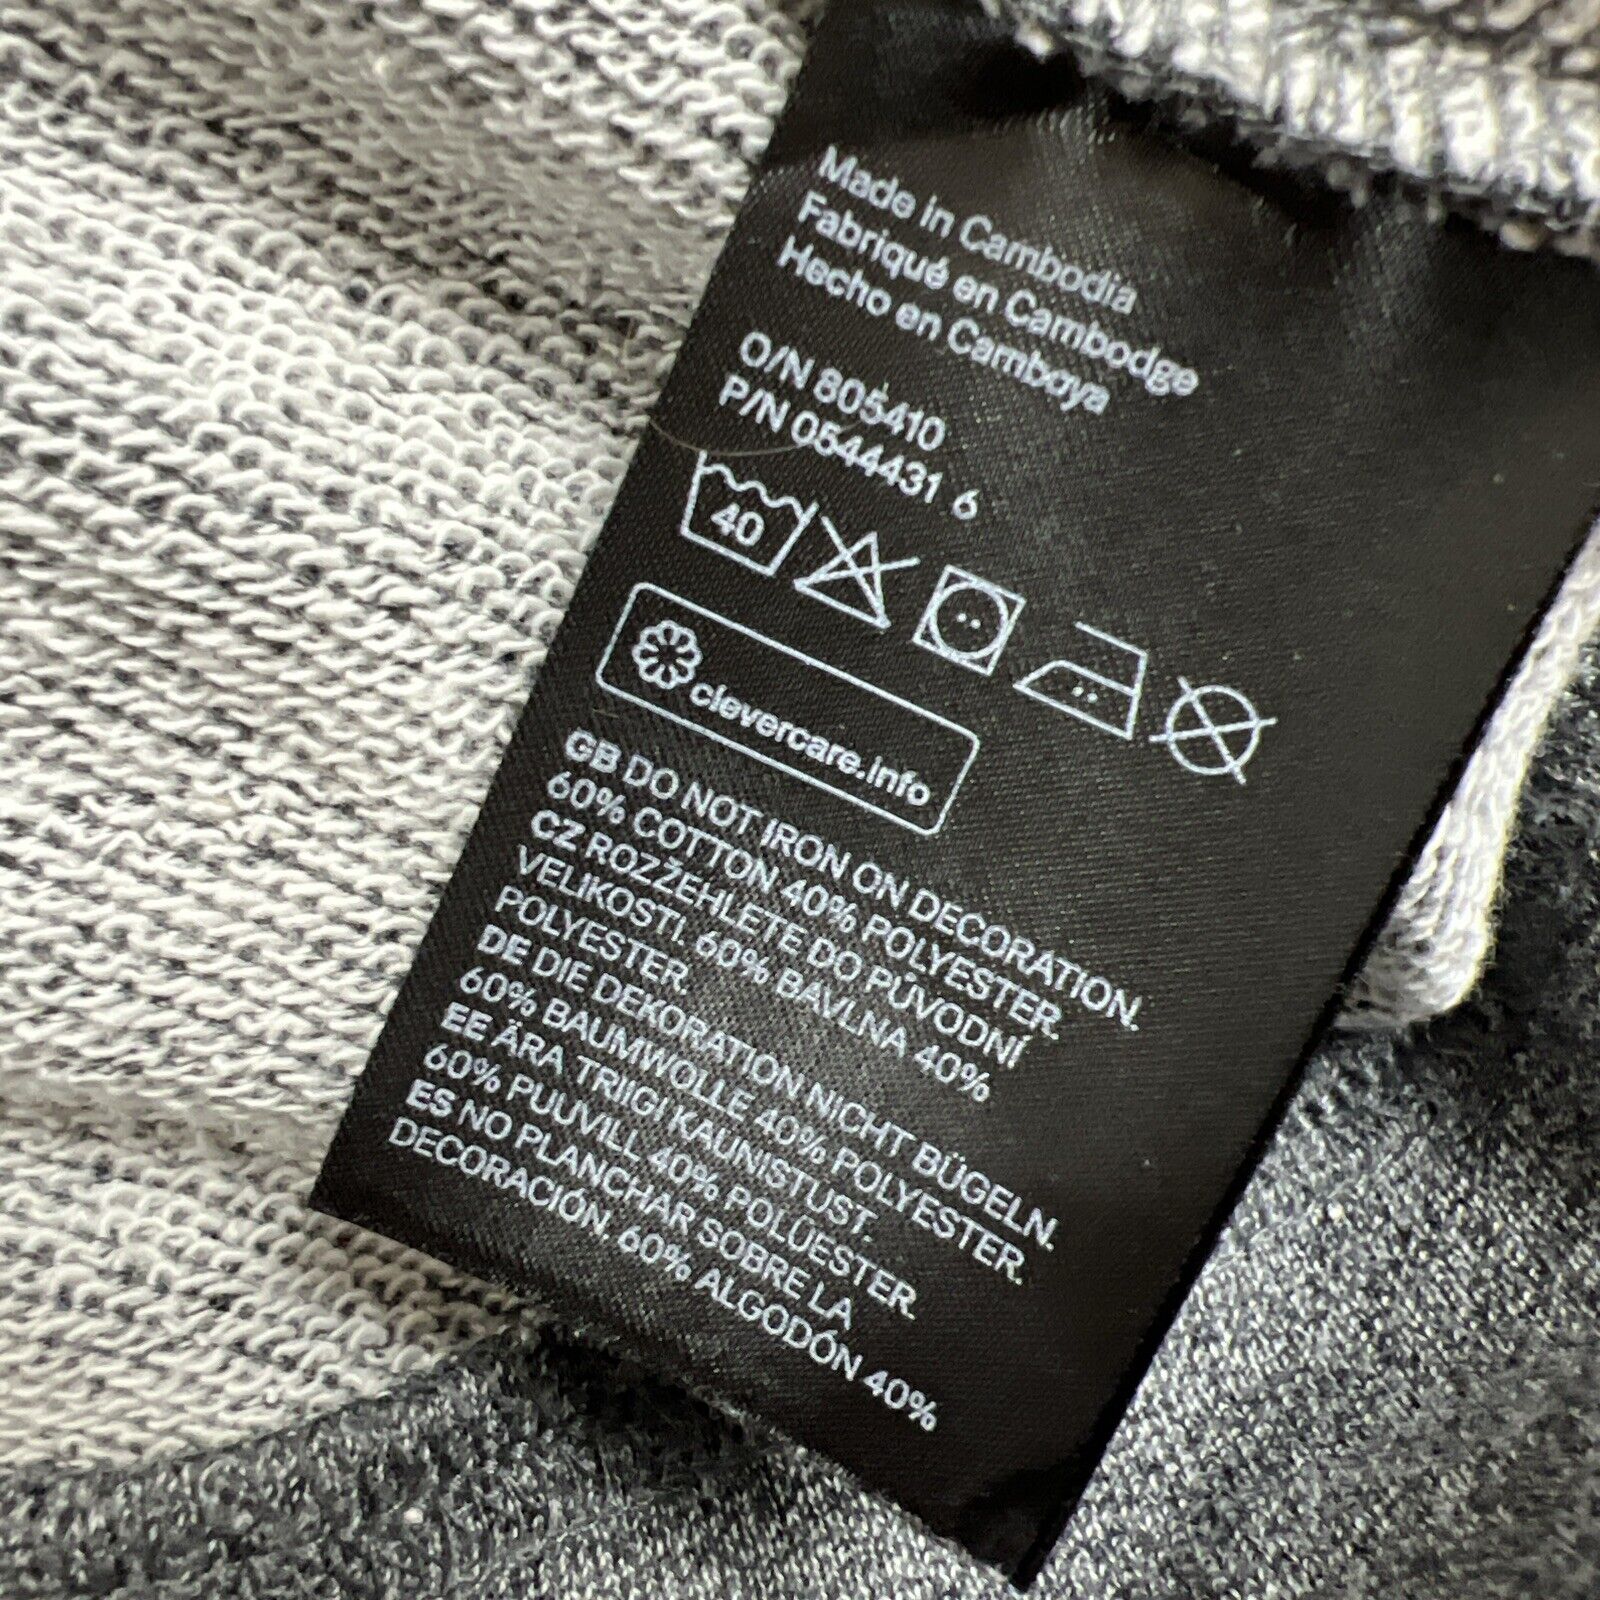 Made in Cambodia
Fabriqué en Cambodge
Hecho en Camboya
O/N 805410
P/N 0544431 6
40
clevercare.info
GB DO NOT IRON ON DECORATION.
60% COTTON 40% POLYESTER
CZ ROZŽEHLETE DO PŮVODNÍ
VELIKOSTI. 60% BAVLNA 40%
POLYESTER
DE DIE DEKORATION NICHT BÜGELN.
60% BAUMWOLLE 40% POLYESTER.
EE ÄRA TRIIGI KAUNISTUST.
60% PUUVILL 40% POLÜESTER.
ES NO PLANCHAR SOBRE LA
DECORACIÓN. 60% ALGODÓN 40%